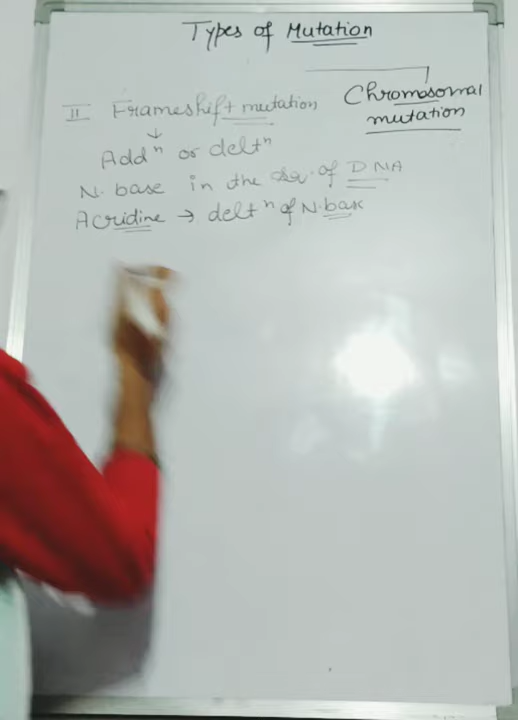 Types of Mutation
Chromosomal
mutation
II Frameshift mutation
↓
Addⁿ or deltⁿ
N. base in the of DNA
Acridine → deltⁿ of N. base